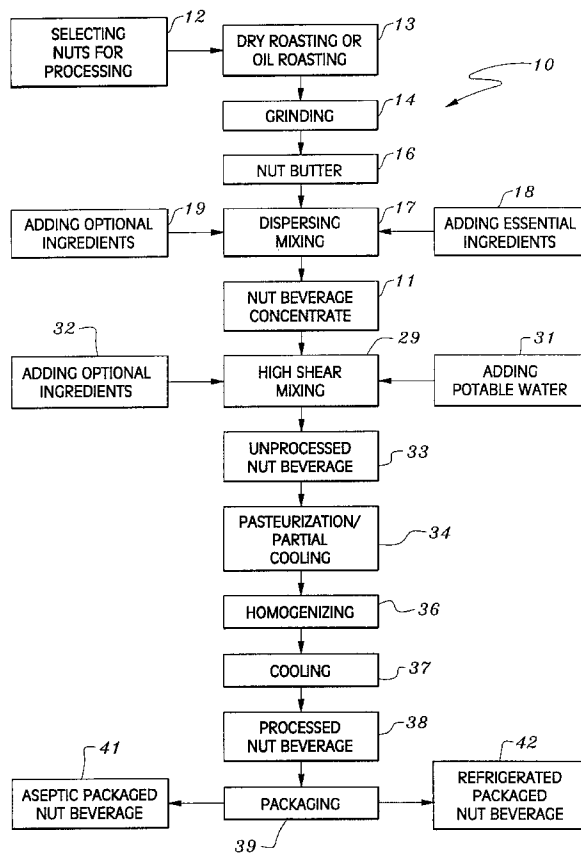 12
SELECTING
NUTS FOR
PROCESSING
13
DRY ROASTING OR
OIL ROASTING
10
14
GRINDING
16
NUT BUTTER
19
ADDING OPTIONAL
INGREDIENTS
17
DISPERSING
MIXING
18
ADDING ESSENTIAL
INGREDIENTS
11
NUT BEVERAGE
CONCENTRATE
32
ADDING OPTIONAL
INGREDIENTS
29
HIGH SHEAR
MIXING
31
ADDING
POTABLE WATER
UNPROCESSED
NUT BEVERAGE
33
PASTEURIZATION/
PARTIAL
COOLING
34
HOMOGENIZING
36
COOLING
37
PROCESSED
NUT BEVERAGE
38
41
ASEPTIC PACKAGED
NUT BEVERAGE
PACKAGING
39
42
REFRIGERATED
PACKAGED
NUT BEVERAGE